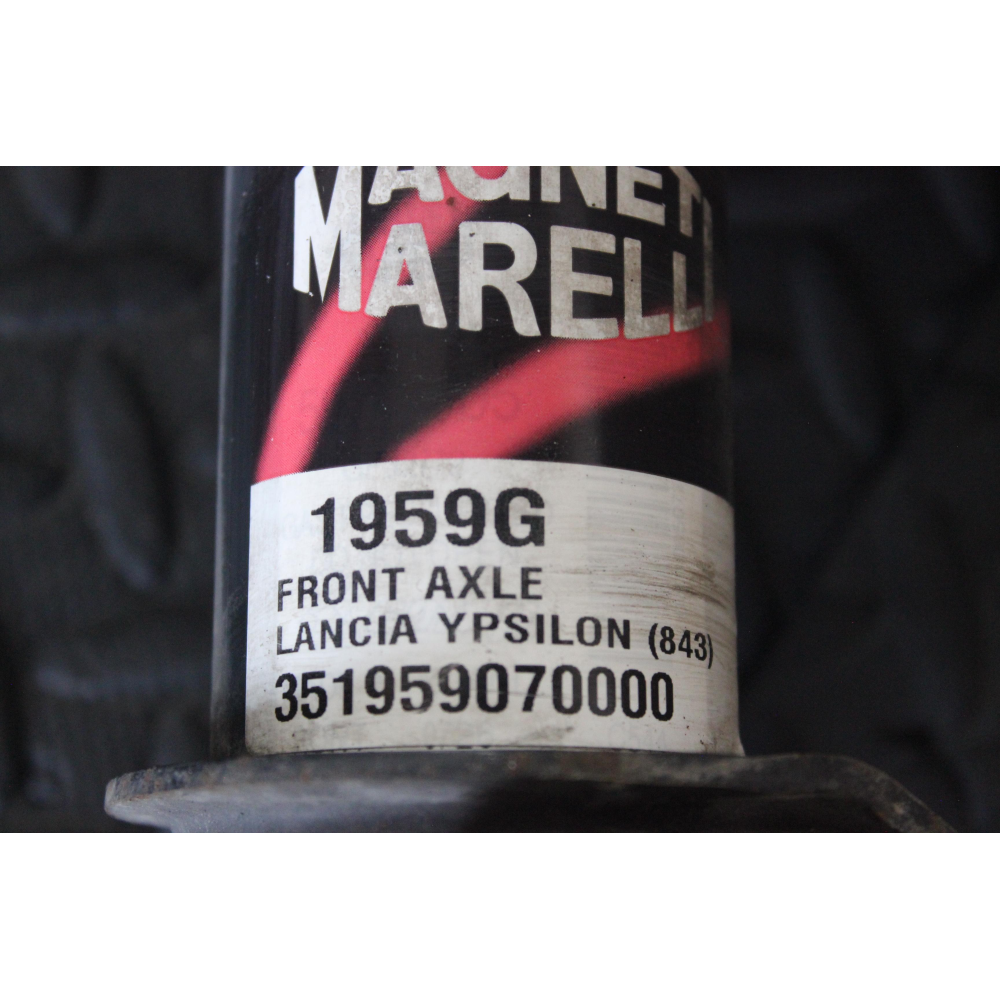 MAGNETI
MARELLI
1959G
FRONT AXLE
LANCIA YPSILON (843)
351959070000